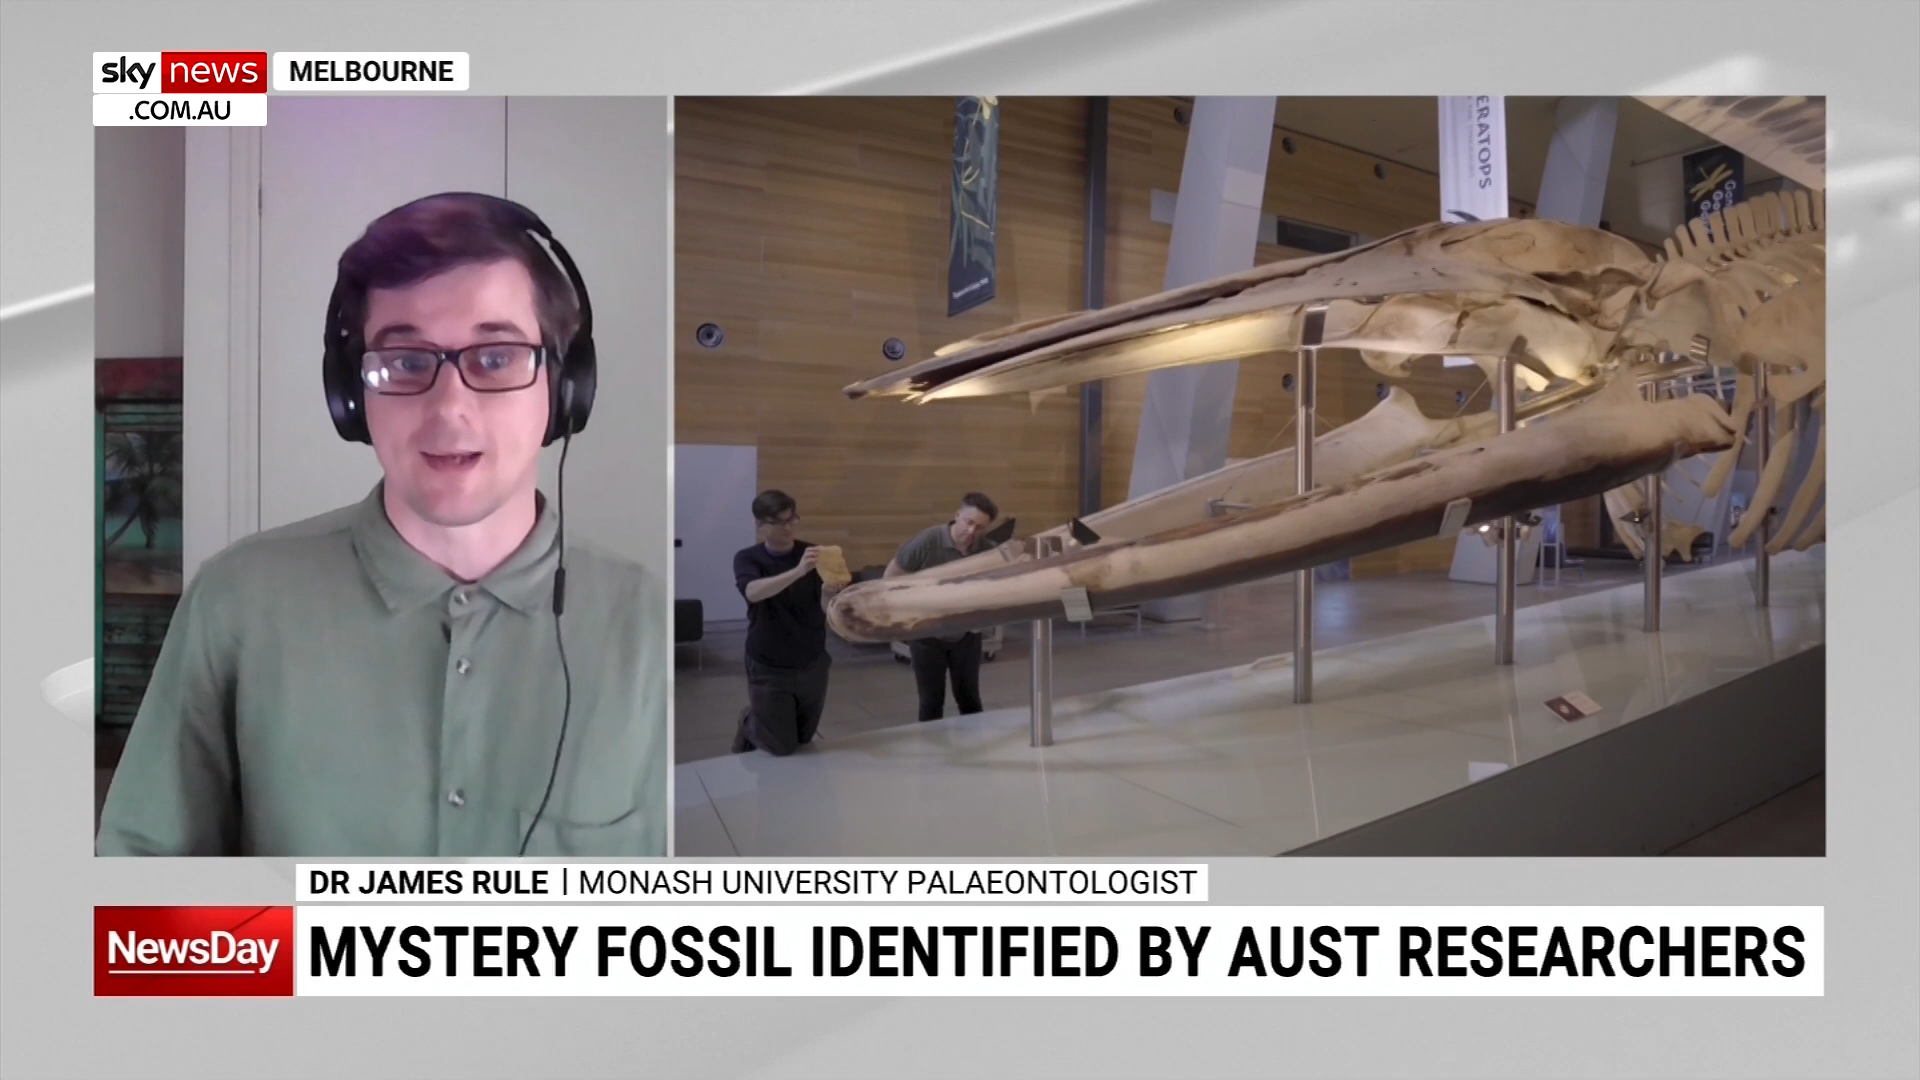 sky news
.COM.AU
MELBOURNE
ERATOPS
DR JAMES RULE | MONASH UNIVERSITY PALAEONTOLOGIST
NewsDay
MYSTERY FOSSIL IDENTIFIED BY AUST RESEARCHERS